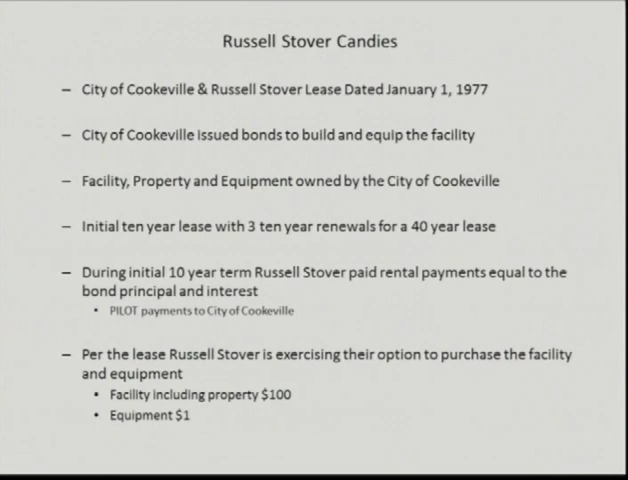 Russell Stover Candies
– City of Cookeville & Russell Stover Lease Dated January 1, 1977
– City of Cookeville issued bonds to build and equip the facility
– Facility, Property and Equipment owned by the City of Cookeville
– Initial ten year lease with 3 ten year renewals for a 40 year lease
– During initial 10 year term Russell Stover paid rental payments equal to the
bond principal and interest
• PILOT payments to City of Cookeville
– Per the lease Russell Stover is exercising their option to purchase the facility
and equipment
• Facility including property $100
• Equipment $1